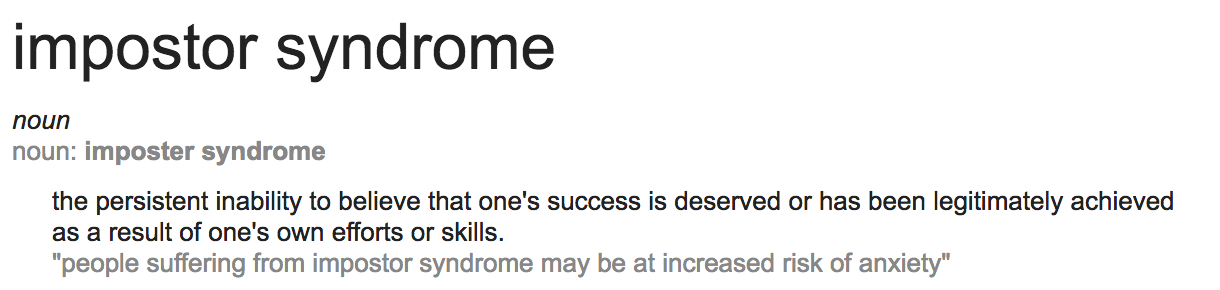 impostor syndrome
noun
noun: imposter syndrome
the persistent inability to believe that one's success is deserved or has been legitimately achieved
as a result of one's own efforts or skills.
"people suffering from impostor syndrome may be at increased risk of anxiety"